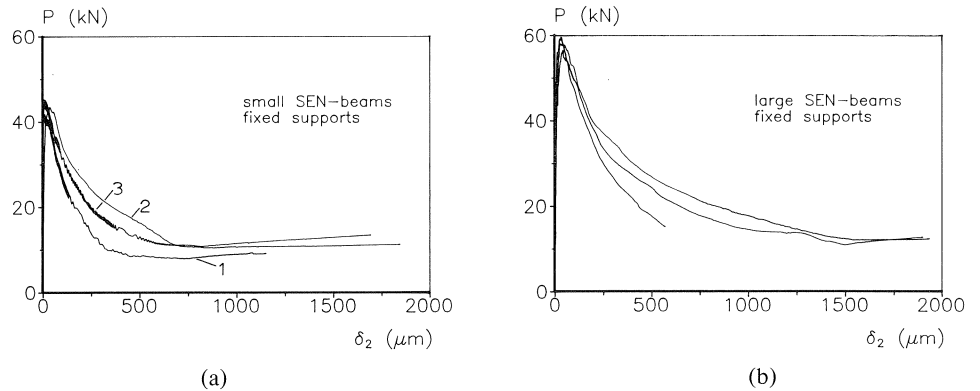 P (kN)
60
40
20
0
small SEN-beams
fixed supports
3
2
1
0 500 1000 1500 2000
δ₂ (μm)
(a)
P (kN)
60
40
20
0
large SEN-beams
fixed supports
0 500 1000 1500 2000
δ₂ (μm)
(b)